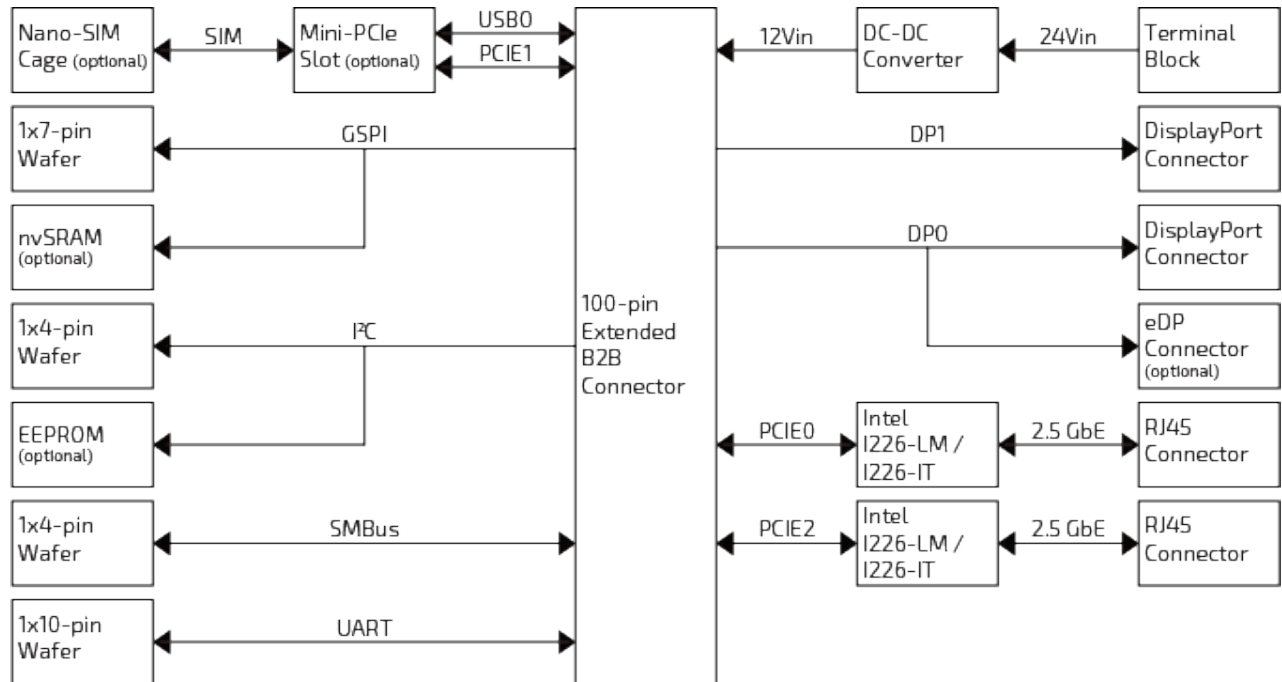 Nano-SIM
Cage (optional)
SIM
Mini-PCIe
Slot (optional)
USB0
PCIE1
12Vin
DC-DC
Converter
24Vin
Terminal
Block
1x7-pin
Wafer
GSPI
DP1
DisplayPort
Connector
nvSRAM
(optional)
DP0
DisplayPort
Connector
1x4-pin
Wafer
I²C
100-pin
Extended
B2B
Connector
eDP
Connector
(optional)
EEPROM
(optional)
PCIE0
Intel
I226-LM /
I226-IT
2.5 GbE
RJ45
Connector
1x4-pin
Wafer
SMBus
PCIE2
Intel
I226-LM /
I226-IT
2.5 GbE
RJ45
Connector
1x10-pin
Wafer
UART